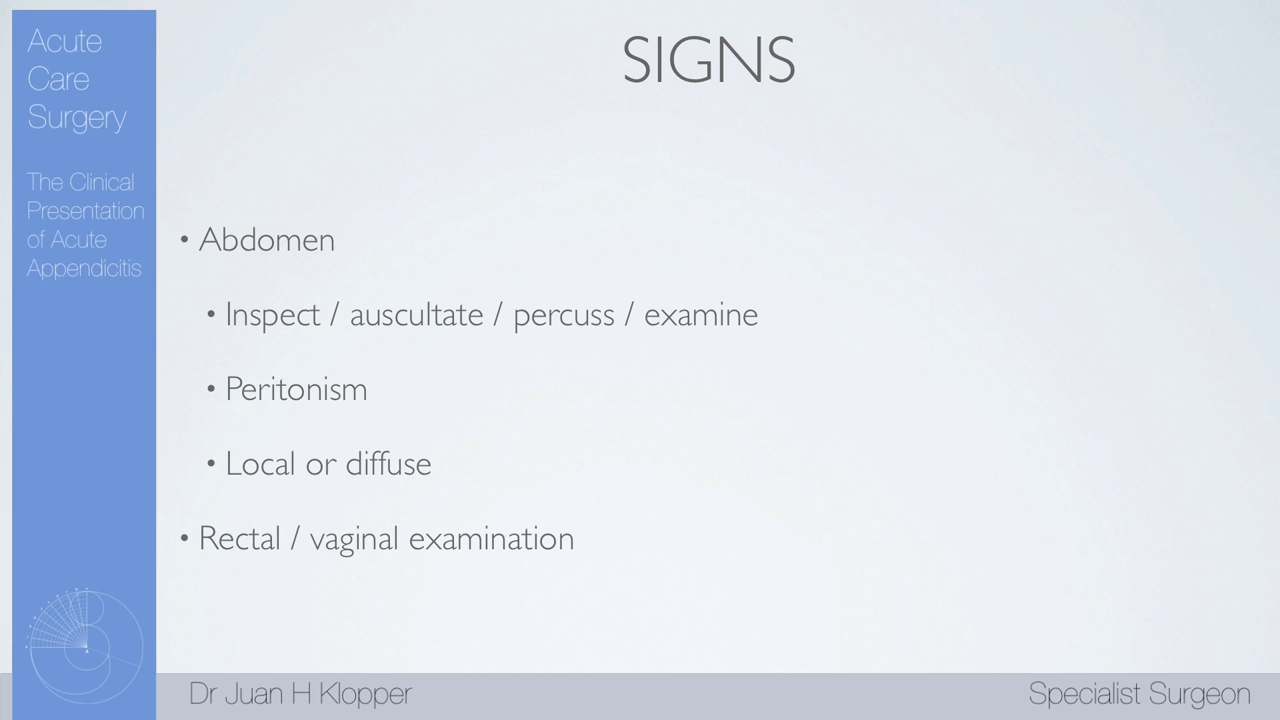 Acute
Care
Surgery
The Clinical
Presentation
of Acute
Appendicitis
SIGNS
• Abdomen
• Inspect / auscultate / percuss / examine
• Peritonism
• Local or diffuse
• Rectal / vaginal examination
Dr Juan H Klopper
Specialist Surgeon